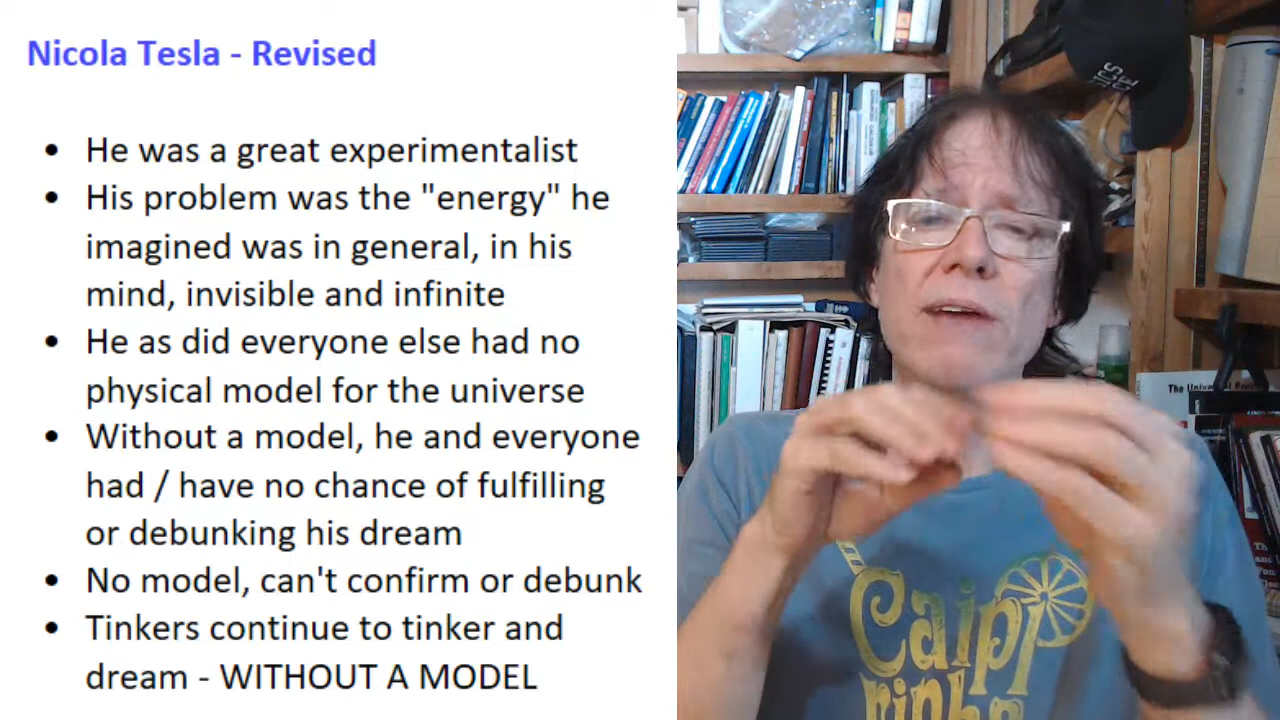 Nicola Tesla - Revised
• He was a great experimentalist
• His problem was the "energy" he
imagined was in general, in his
mind, invisible and infinite
• He as did everyone else had no
physical model for the universe
• Without a model, he and everyone
had / have no chance of fulfilling
or debunking his dream
• No model, can't confirm or debunk
• Tinkers continue to tinker and
dream - WITHOUT A MODEL
The
Caipi
rinha